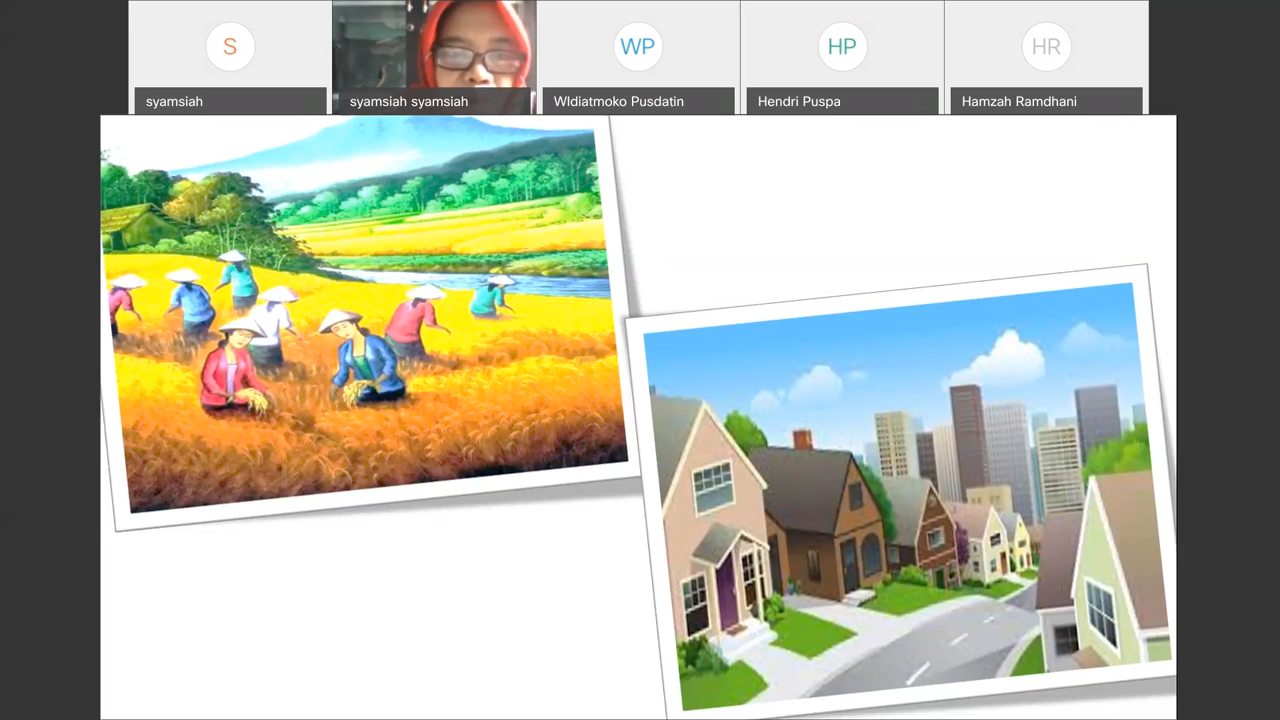 S
syamsiah
syamsiah syamsiah
WP
WIdiatmoko Pusdatin
HP
Hendri Puspa
HR
Hamzah Ramdhani